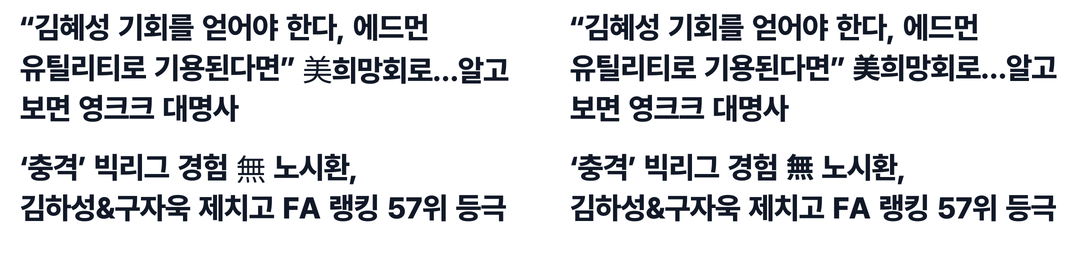 “김혜성 기회를 얻어야 한다, 에드먼
유틸리티로 기용된다면” 美희망회로...알고
보면 영크크 대명사
‘충격’ 빅리그 경험 無 노시환,
김하성&구자욱 제치고 FA 랭킹 57위 등극
“김혜성 기회를 얻어야 한다, 에드먼
유틸리티로 기용된다면” 美희망회로...알고
보면 영크크 대명사
‘충격’ 빅리그 경험 無 노시환,
김하성&구자욱 제치고 FA 랭킹 57위 등극